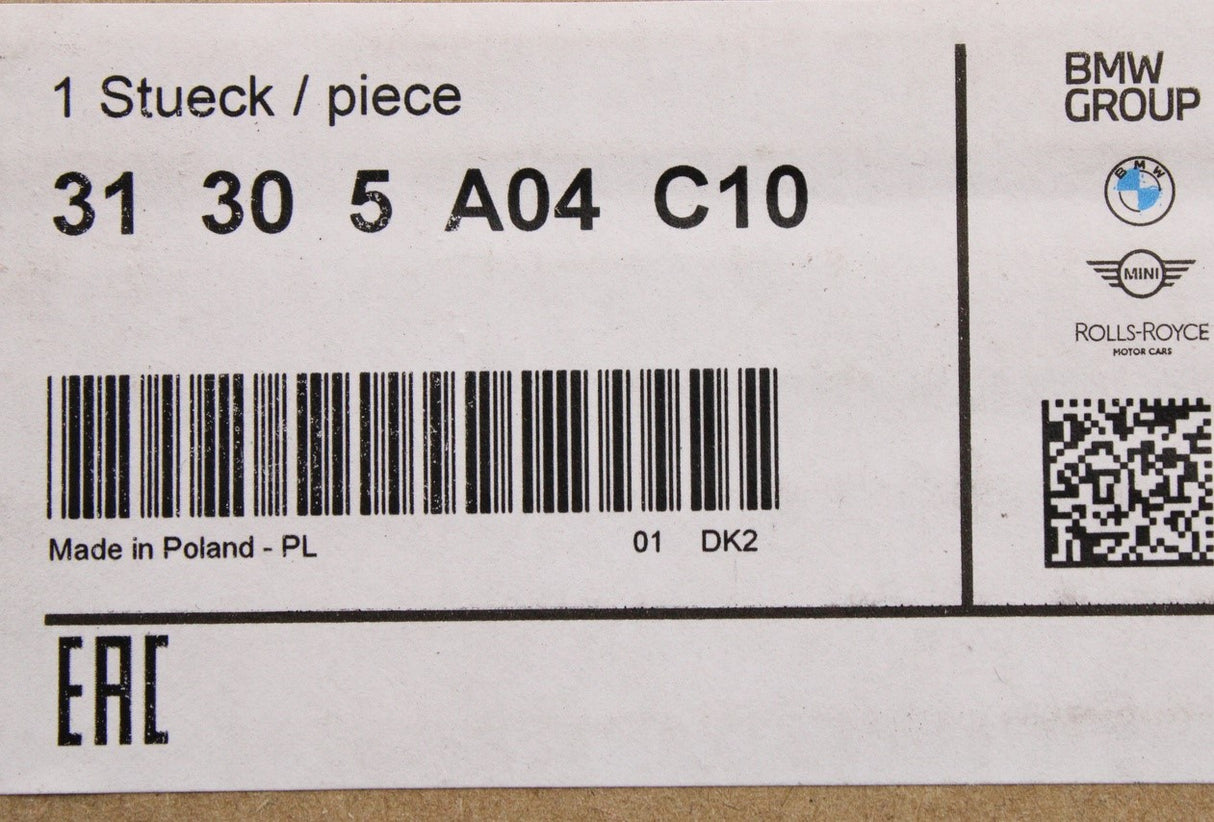 1 Stueck / piece
31 30 5 A04 C10
Made in Poland - PL
01 DK2
EAC
BMW
GROUP
BMW
MINI
ROLLS-ROYCE
MOTOR CARS